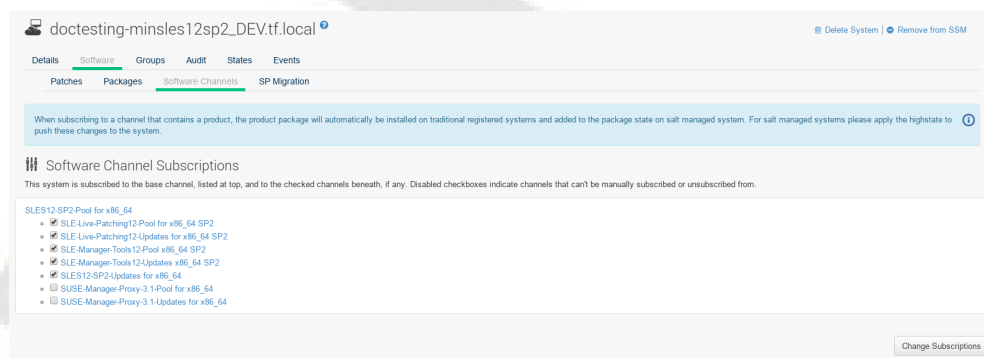 doctesting-minsles12sp2_DEV.tf.local ?
Delete System | Remove from SSM
Details Software Groups Audit States Events
Patches Packages Software Channels SP Migration
When subscribing to a channel that contains a product, the product package will automatically be installed on traditional registered systems and added to the package state on salt managed system. For salt managed systems please apply the highstate to
push these changes to the system.
Software Channel Subscriptions
This system is subscribed to the base channel, listed at top, and to the checked channels beneath, if any. Disabled checkboxes indicate channels that can't be manually subscribed or unsubscribed from.
SLES12-SP2-Pool for x86_64
SLE-Live-Patching12-Pool for x86_64 SP2
SLE-Live-Patching12-Updates for x86_64 SP2
SLE-Manager-Tools12-Pool x86_64 SP2
SLE-Manager-Tools12-Updates x86_64 SP2
SLES12-SP2-Updates for x86_64
SUSE-Manager-Proxy-3.1-Pool for x86_64
SUSE-Manager-Proxy-3.1-Updates for x86_64
Change Subscriptions